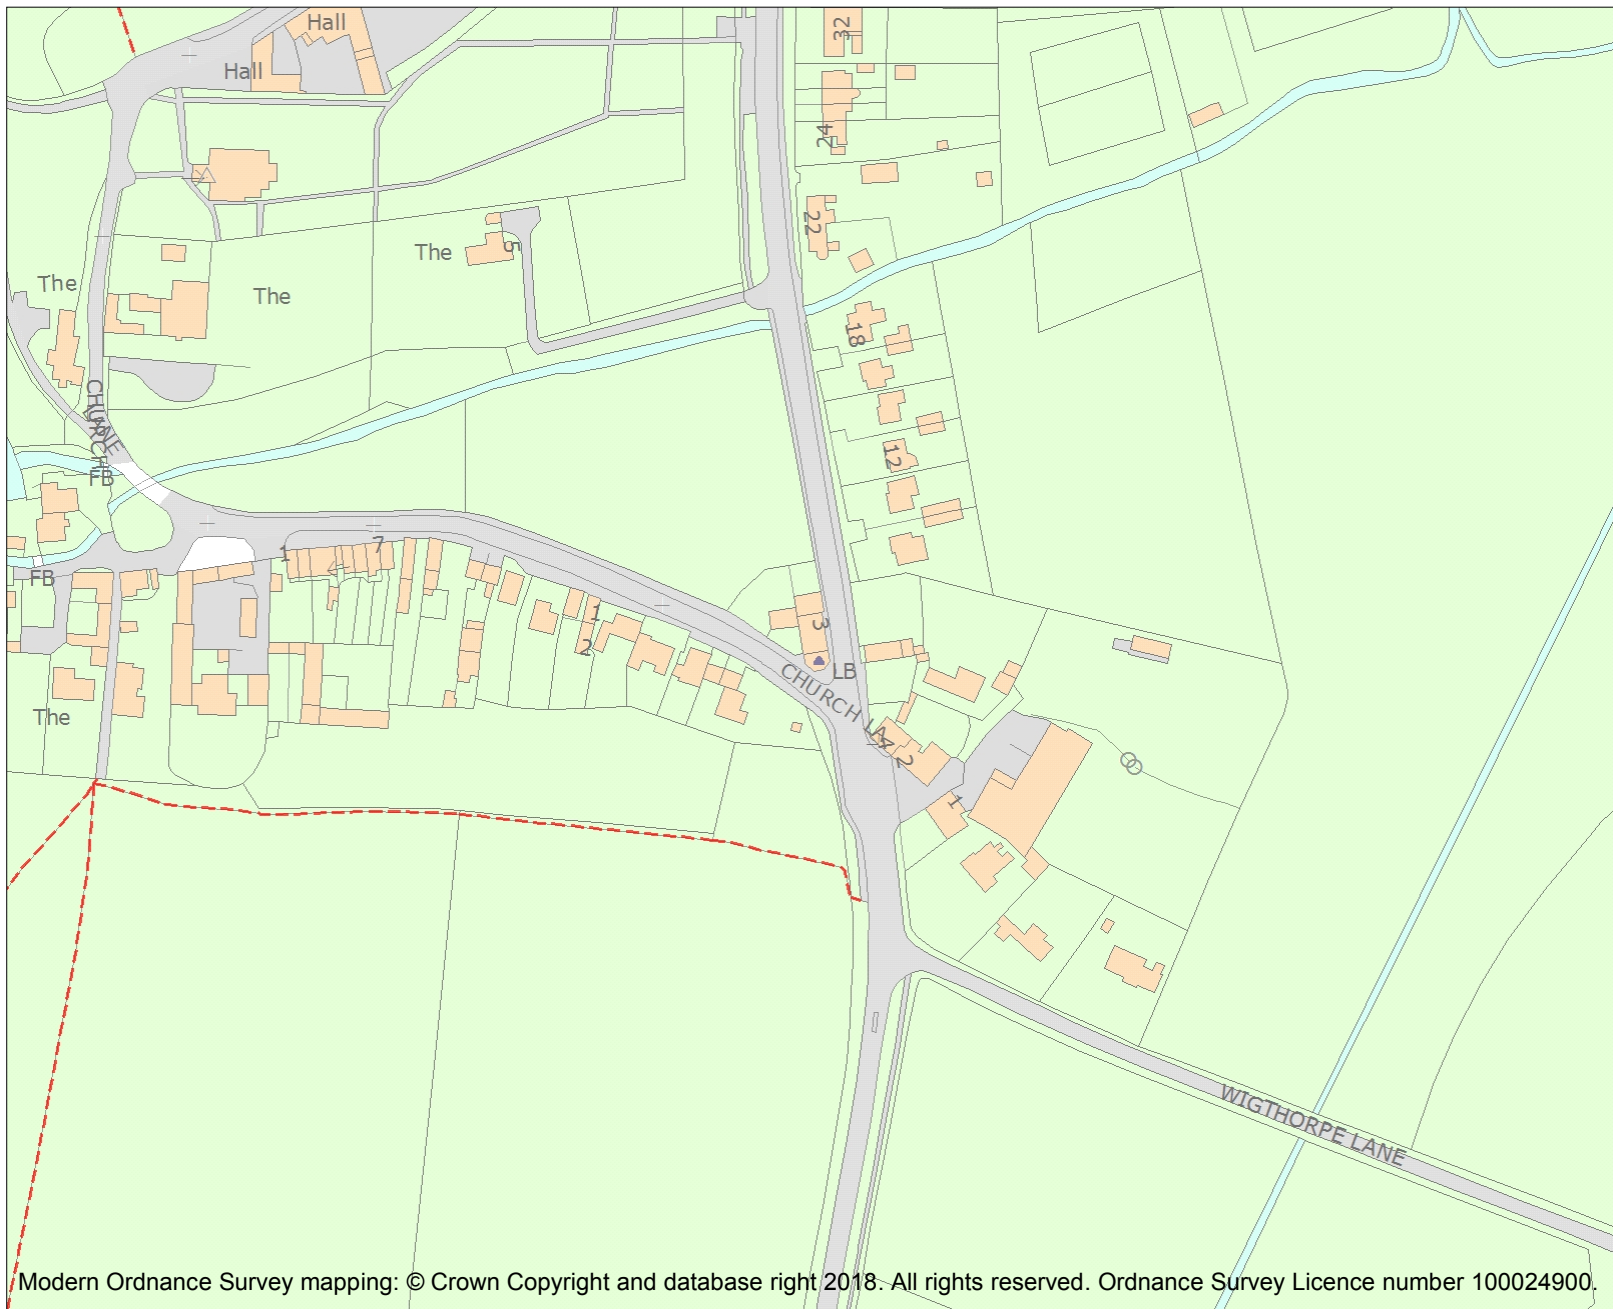 Hall
32
Hall
24
22
The
5
The
The
18
CHURCH
LANE
12
FB
1
7
FB
1
3
2
LB
CHURCH LA
The
2
1
WIGTHORPE LANE
Modern Ordnance Survey mapping: © Crown Copyright and database right 2018. All rights reserved. Ordnance Survey Licence number 100024900.